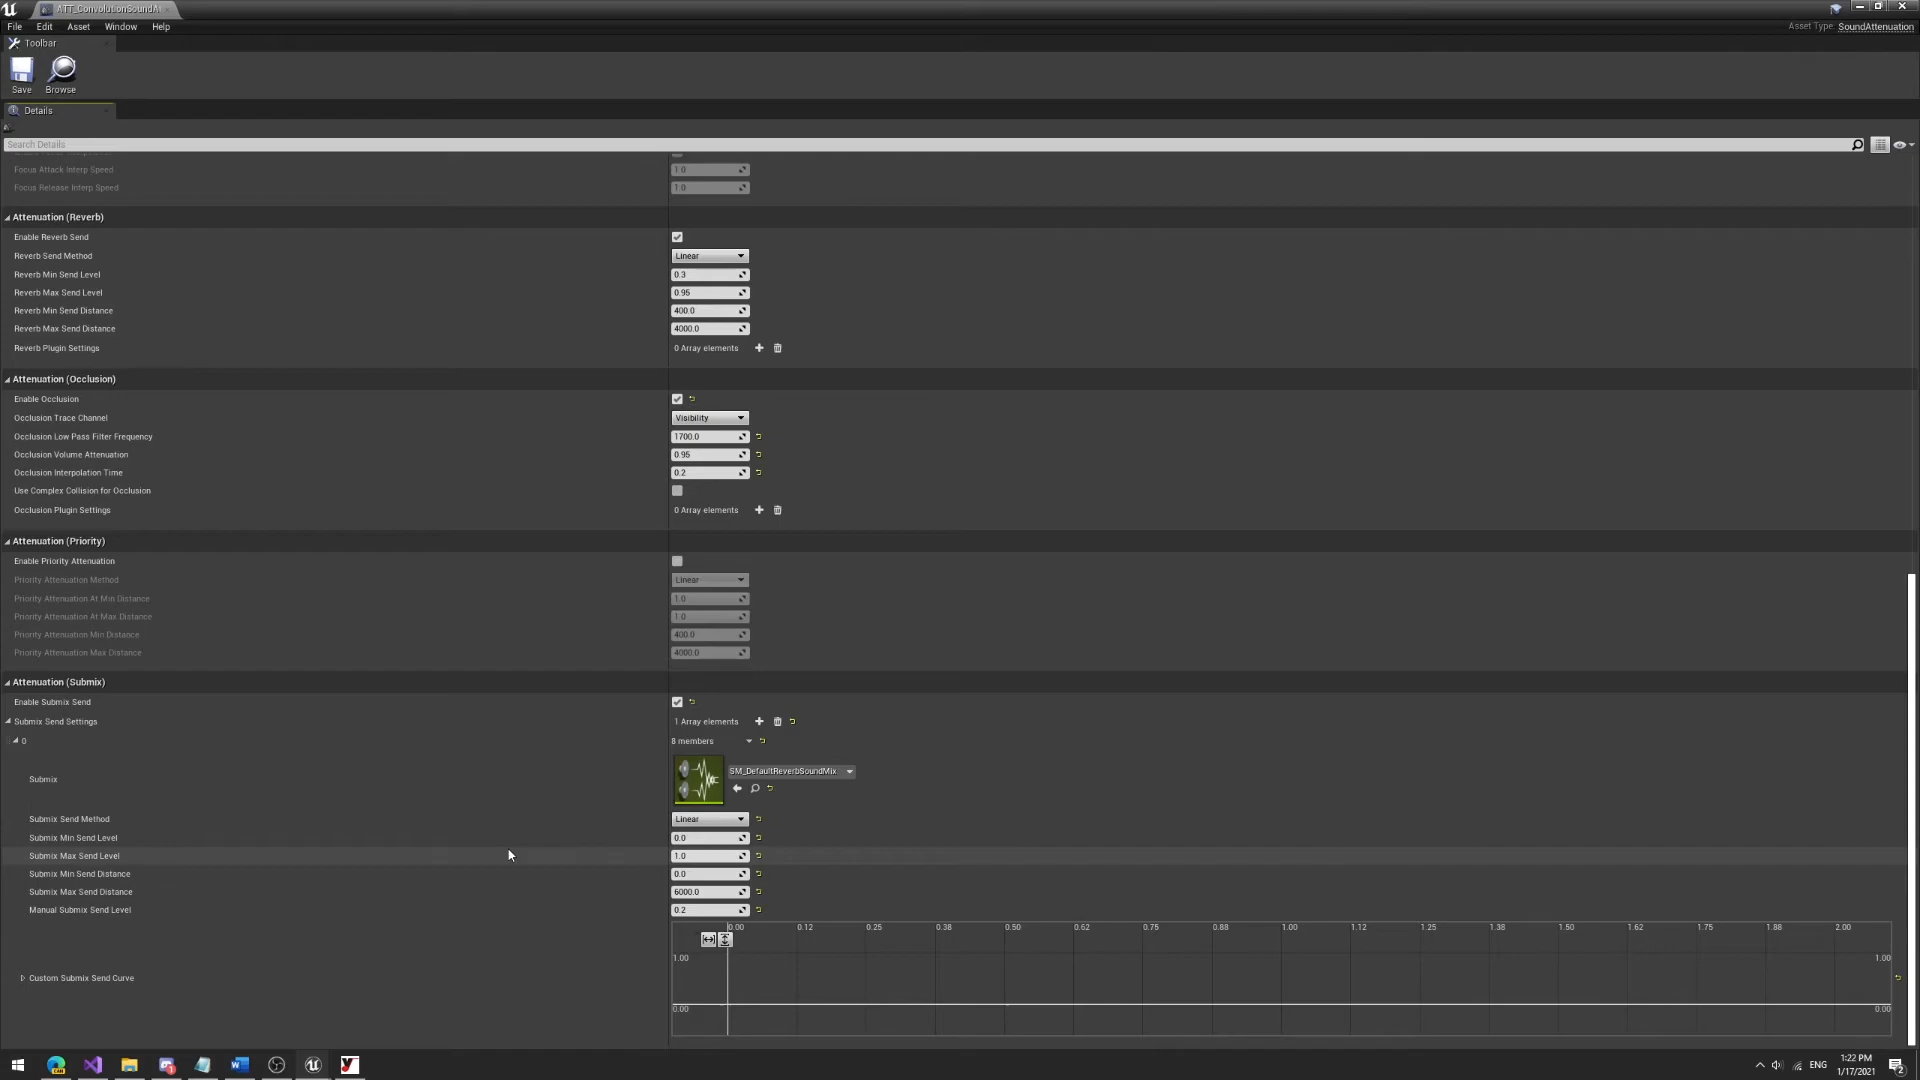 ATT_ConvolutionSoundA
File Edit Asset Window Help
Asset Type: SoundAttenuation
Toolbar
Save Browse
Details
Search Details
Focus Attack Interp Speed 1.0
Focus Release Interp Speed 1.0
Attenuation (Reverb)
Enable Reverb Send
Reverb Send Method Linear
Reverb Min Send Level 0.3
Reverb Max Send Level 0.95
Reverb Min Send Distance 400.0
Reverb Max Send Distance 4000.0
Reverb Plugin Settings 0 Array elements
Attenuation (Occlusion)
Enable Occlusion
Occlusion Trace Channel Visibility
Occlusion Low Pass Filter Frequency 1700.0
Occlusion Volume Attenuation 0.95
Occlusion Interpolation Time 0.2
Use Complex Collision for Occlusion
Occlusion Plugin Settings 0 Array elements
Attenuation (Priority)
Enable Priority Attenuation
Priority Attenuation Method Linear
Priority Attenuation At Min Distance 1.0
Priority Attenuation At Max Distance 1.0
Priority Attenuation Min Distance 400.0
Priority Attenuation Max Distance 4000.0
Attenuation (Submix)
Enable Submix Send
Submix Send Settings 1 Array elements
0 8 members
Submix SM_DefaultReverbSoundMix
Submix Send Method Linear
Submix Min Send Level 0.0
Submix Max Send Level 1.0
Submix Min Send Distance 0.0
Submix Max Send Distance 6000.0
Manual Submix Send Level 0.2
0.00 0.12 0.25 0.38 0.50 0.62 0.75 0.88 1.00 1.12 1.25 1.38 1.50 1.62 1.75 1.88 2.00
1.00 1.00
Custom Submix Send Curve
0.00 0.00
ENG 1:22 PM
1/17/2021